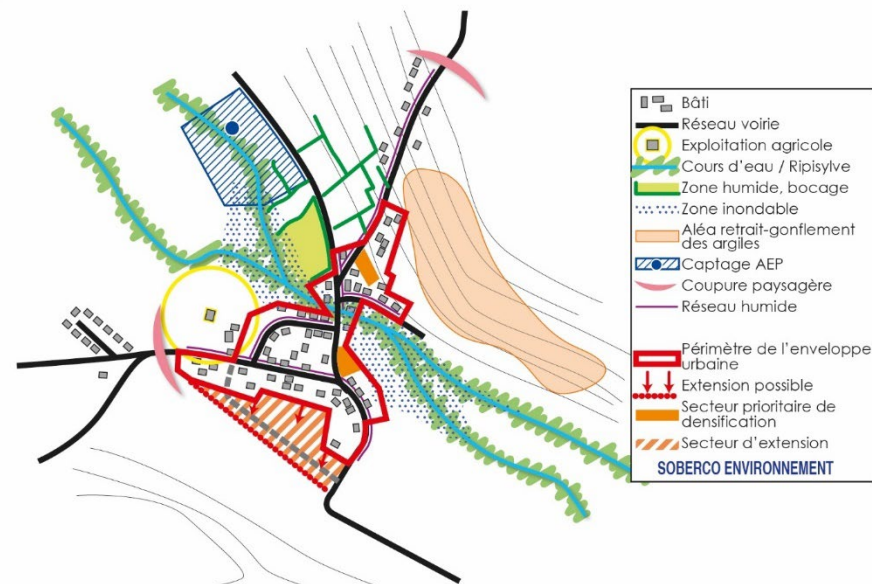 Bâti
Réseau voirie
Exploitation agricole
Cours d'eau / Ripisylve
Zone humide, bocage
Zone inondable
Aléa retrait-gonflement
des argiles
Captage AEP
Coupure paysagère
Réseau humide
Périmètre de l'enveloppe
urbaine
Extension possible
Secteur prioritaire de
densification
Secteur d'extension
SOBERCO ENVIRONNEMENT